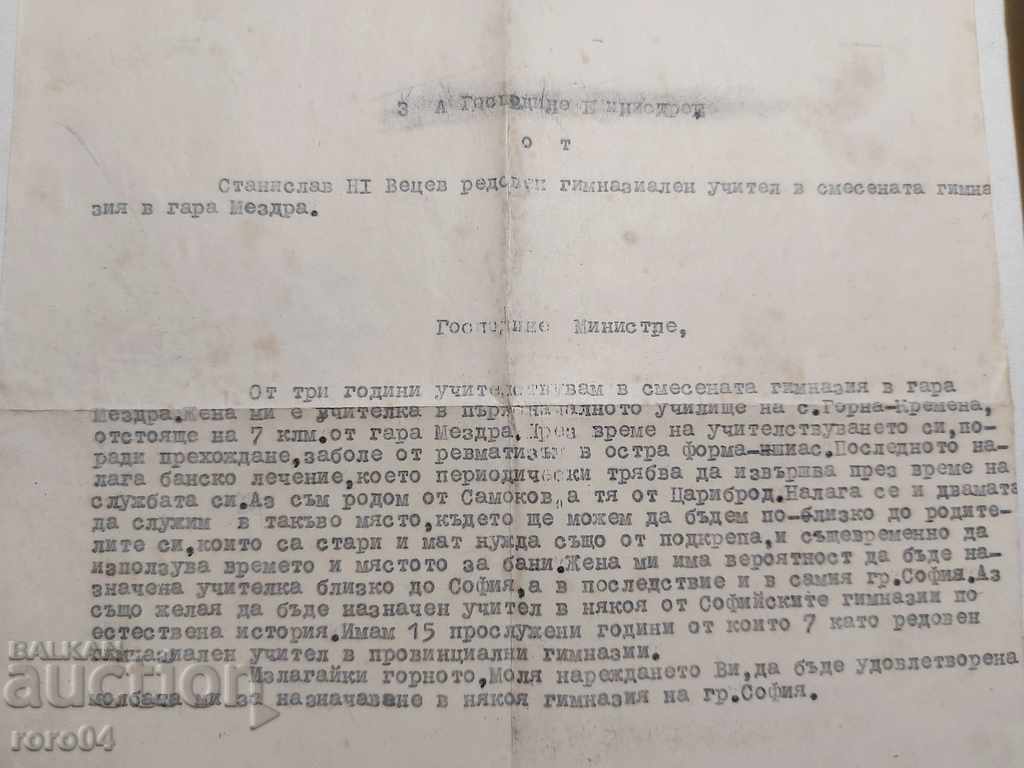 З А Господине Министрел
о т
Станислав НІ Вецев редовен гимназиален учител в смесената гимна
зия в гара Мездра.
Господине Министре,
От три години учителствувам в смесената гимназия в гара
Мездра.Жена ми е учителка в първоначалното училище на с.Горна-Кремена,
отстояще на 7 клм.от гара Мездра. През време на учителствуването си,по-
ради прехождане,заболе от ревматизъм в остра форма-ишиас.Последното на-
лага банско лечение,което периодически трябва да извършва през време на
службата си.Аз съм родом от Самоков,а тя от Цариброд.Налага се и двамата
да служим в такъво място,където ще можем да бъдем по-близко до родите-
лите си,които са стари и мат нужда също от подкрепа,и същевременно да
използува времето и мястото за бани.Жена ми има вероятност да бъде на-
значена учителка близко до София,а в последствие и в самия гр.София.Аз
също желая да бъде назначен учител в някоя от Софийските гимназии по
естествена история.Имам 15 прослужени години от които 7 като редовен
гимназиален учител в провинциални гимназии.
Излагайки горното,Моля нареждането Ви,да бъде удовлетворена
молбата ми за назначаване в някоя гимназия на гр.София.
BALKAN
auction
roro04